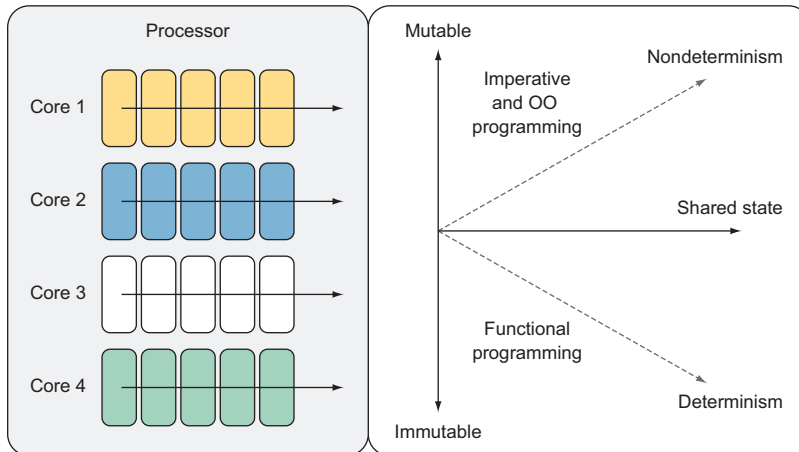 Processor
Core 1
Core 2
Core 3
Core 4
Mutable
Nondeterminism
Imperative
and OO
programming
Shared state
Functional
programming
Determinism
Immutable